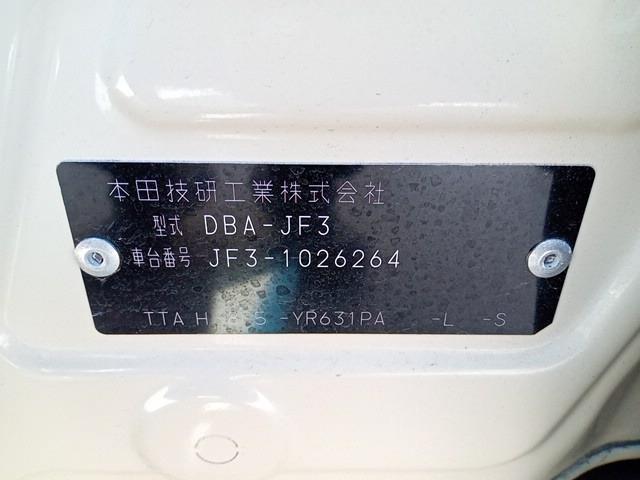 本田技研工業株式会社
型式 DBA-JF3
車台番号 JF3-1026264
TTA H 5 -YR631PA -L -S